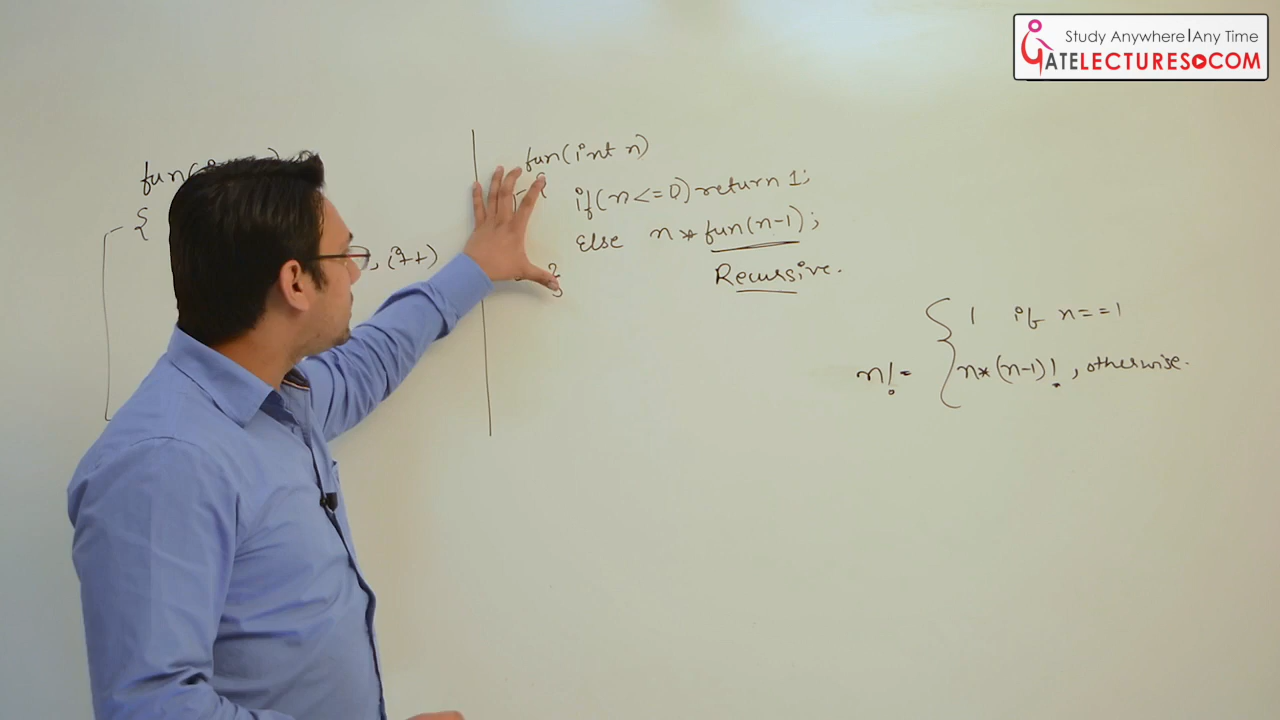 Study Anywhere|Any Time
GATELECTURES.COM
fun(
{
, i++)
fun(int n)
{ if(n<=0) return 1;
Else n* fun(n-1);
}
Recursive.
n! = { 1 if n==1
n*(n-1)!, otherwise.